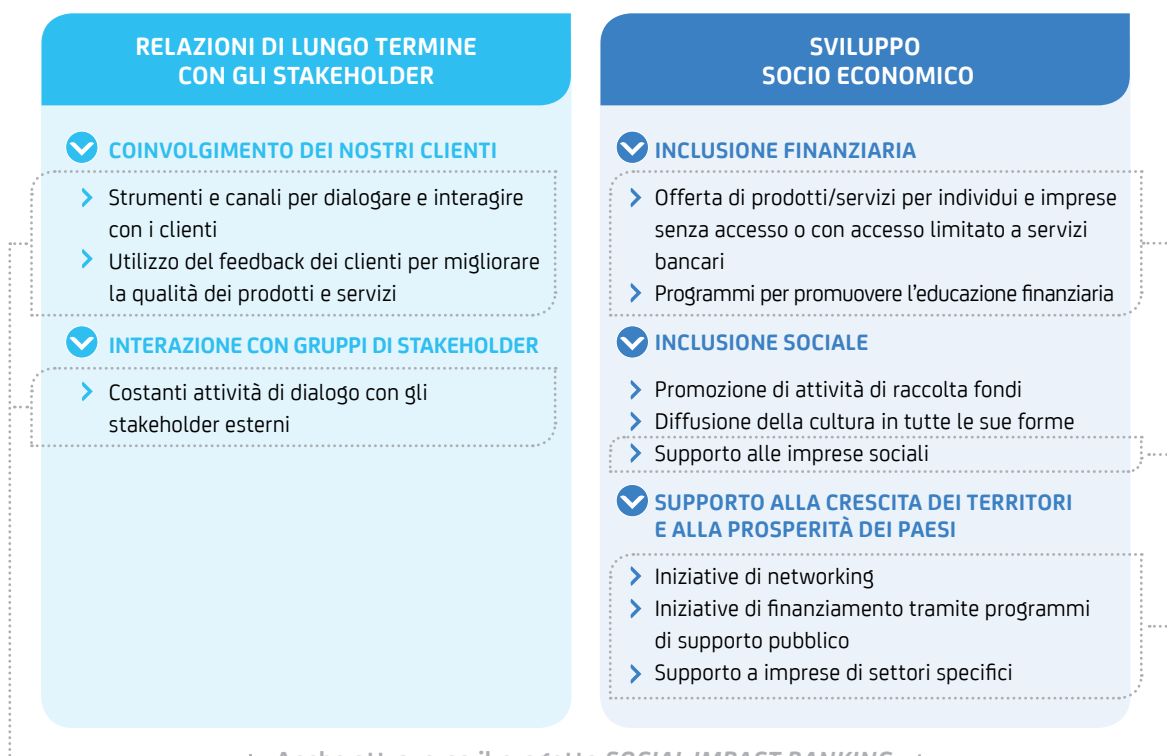 RELAZIONI DI LUNGO TERMINE
CON GLI STAKEHOLDER
COINVOLGIMENTO DEI NOSTRI CLIENTI
Strumenti e canali per dialogare e interagire
con i clienti
Utilizzo del feedback dei clienti per migliorare
la qualità dei prodotti e servizi
INTERAZIONE CON GRUPPI DI STAKEHOLDER
Costanti attività di dialogo con gli
stakeholder esterni
SVILUPPO
SOCIO ECONOMICO
INCLUSIONE FINANZIARIA
Offerta di prodotti/servizi per individui e imprese
senza accesso o con accesso limitato a servizi
bancari
Programmi per promuovere l'educazione finanziaria
INCLUSIONE SOCIALE
Promozione di attività di raccolta fondi
Diffusione della cultura in tutte le sue forme
Supporto alle imprese sociali
SUPPORTO ALLA CRESCITA DEI TERRITORI
E ALLA PROSPERITÀ DEI PAESI
Iniziative di networking
Iniziative di finanziamento tramite programmi
di supporto pubblico
Supporto a imprese di settori specifici
il progetto SOCIAL IMPACT BANKING